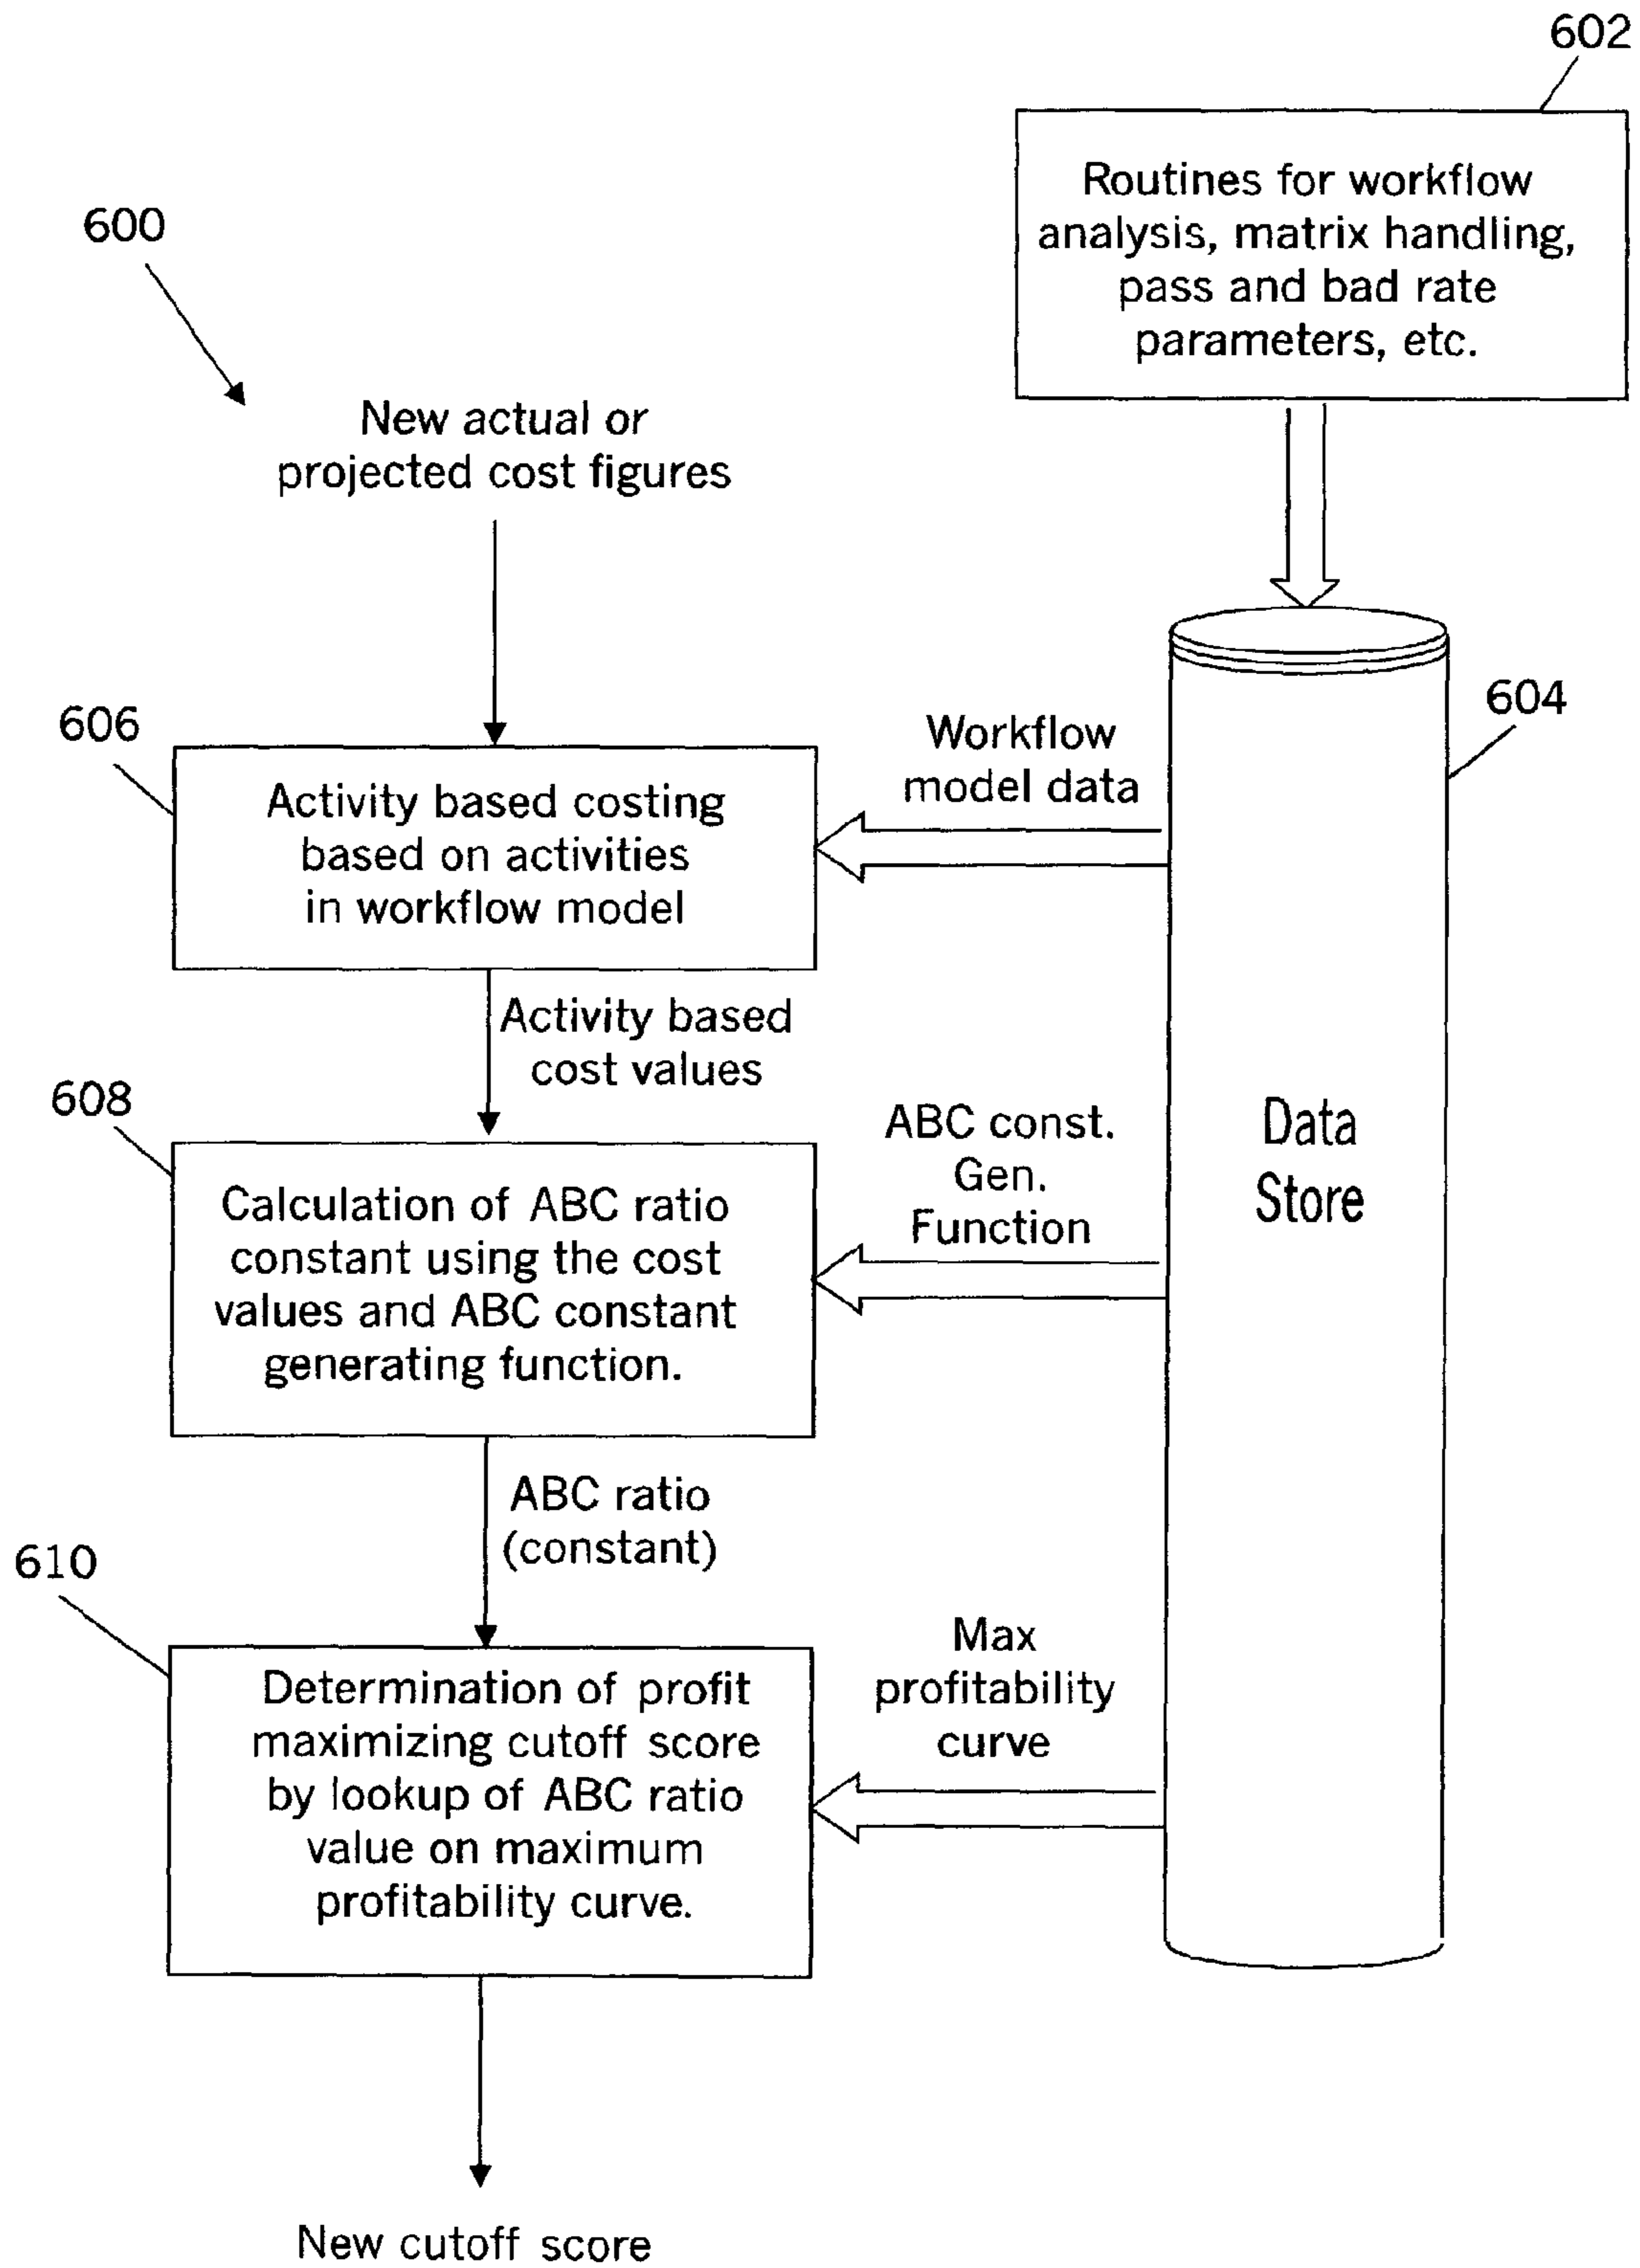 602
Routines for workflow
analysis, matrix handling,
pass and bad rate
parameters, etc.
600
New actual or
projected cost figures
604
606
Workflow
model data
Activity based costing
based on activities
in workflow model
Activity based
cost values
608
ABC const.
Gen.
Function
Data
Store
Calculation of ABC ratio
constant using the cost
values and ABC constant
generating function.
ABC ratio
(constant)
610
Max
profitability
curve
Determination of profit
maximizing cutoff score
by lookup of ABC ratio
value on maximum
profitability curve.
New cutoff score